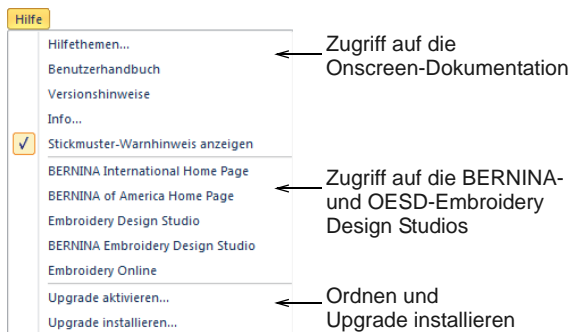 Hilfe
Hilfethemen...
Benutzerhandbuch
Versionshinweise
Info...
Stickmuster-Warnhinweis anzeigen
BERNINA International Home Page
BERNINA of America Home Page
Embroidery Design Studio
BERNINA Embroidery Design Studio
Embroidery Online
Upgrade aktivieren...
Upgrade installieren...
Zugriff auf die
Onscreen-Dokumentation
Zugriff auf die BERNINA-
und OESD-Embroidery
Design Studios
Ordnen und
Upgrade installieren